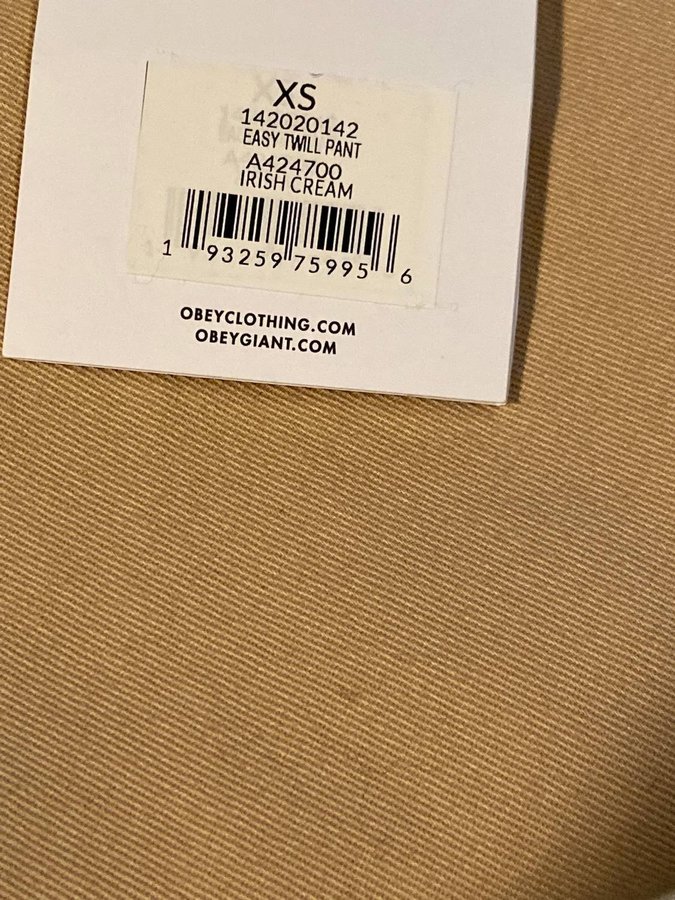 XS
142020142
EASY TWILL PANT
A424700
IRISH CREAM
1 93259 75995 6
OBEYCLOTHING.COM
OBEYGIANT.COM